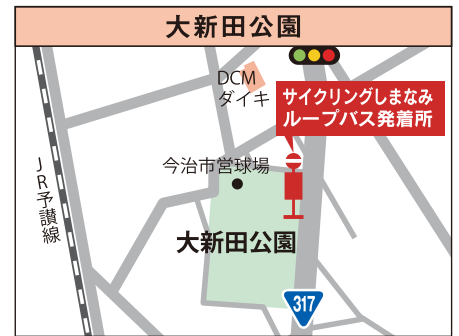 大新田公園
DCM
ダイキ
サイクリングしまなみ
ループバス発着所
今治市営球場
JR予讃線
大新田公園
317